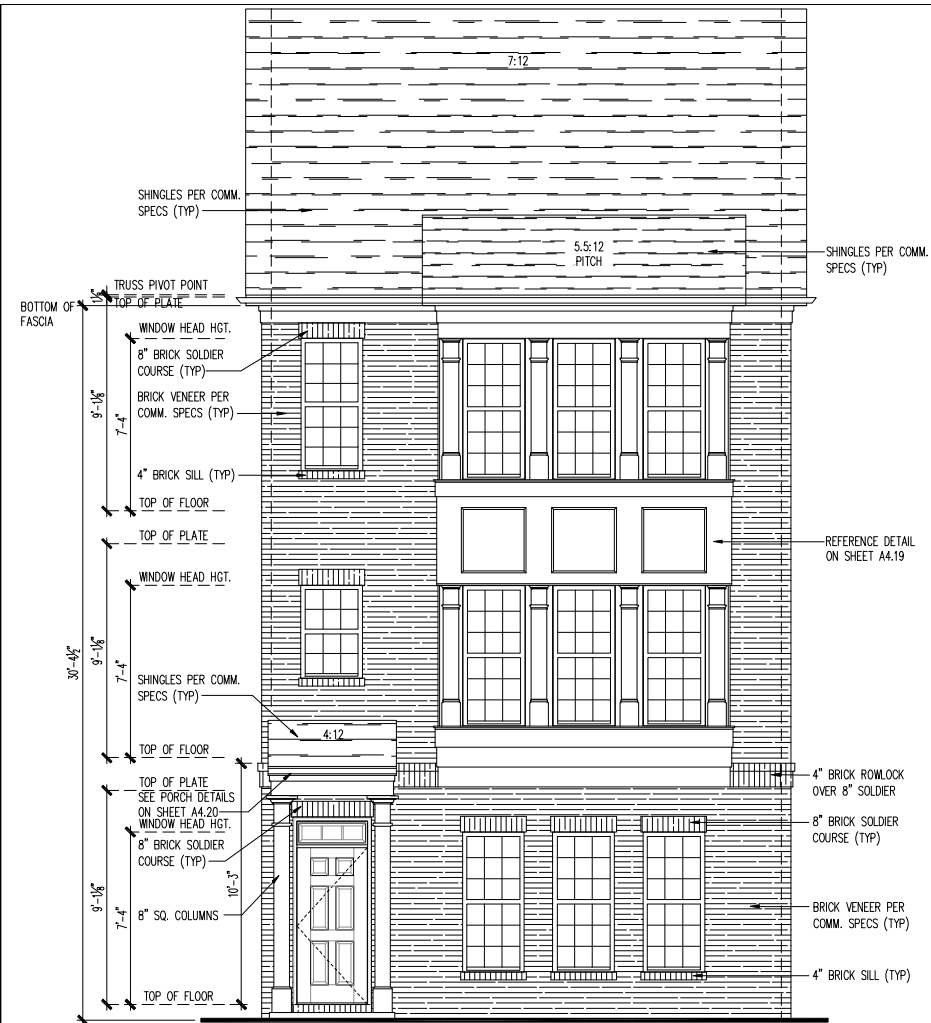 7:12
SHINGLES PER COMM.
SPECS (TYP)
5.5:12
PITCH
SHINGLES PER COMM.
SPECS (TYP)
TRUSS PIVOT POINT
TOP OF PLATE
BOTTOM OF
FASCIA
WINDOW HEAD HGT.
8" BRICK SOLDIER
COURSE (TYP)
BRICK VENEER PER
COMM. SPECS (TYP)
9'-1⅛"
7'-4"
4" BRICK SILL (TYP)
TOP OF FLOOR
TOP OF PLATE
REFERENCE DETAIL
ON SHEET A4.19
WINDOW HEAD HGT.
30'-4½"
9'-1⅛"
7'-4"
SHINGLES PER COMM.
SPECS (TYP)
4:12
TOP OF FLOOR
TOP OF PLATE
SEE PORCH DETAILS
ON SHEET A4.20
4" BRICK ROWLOCK
OVER 8" SOLDIER
WINDOW HEAD HGT.
8" BRICK SOLDIER
COURSE (TYP)
8" BRICK SOLDIER
COURSE (TYP)
10'-3"
9'-1⅛"
7'-4"
8" SQ. COLUMNS
BRICK VENEER PER
COMM. SPECS (TYP)
4" BRICK SILL (TYP)
TOP OF FLOOR